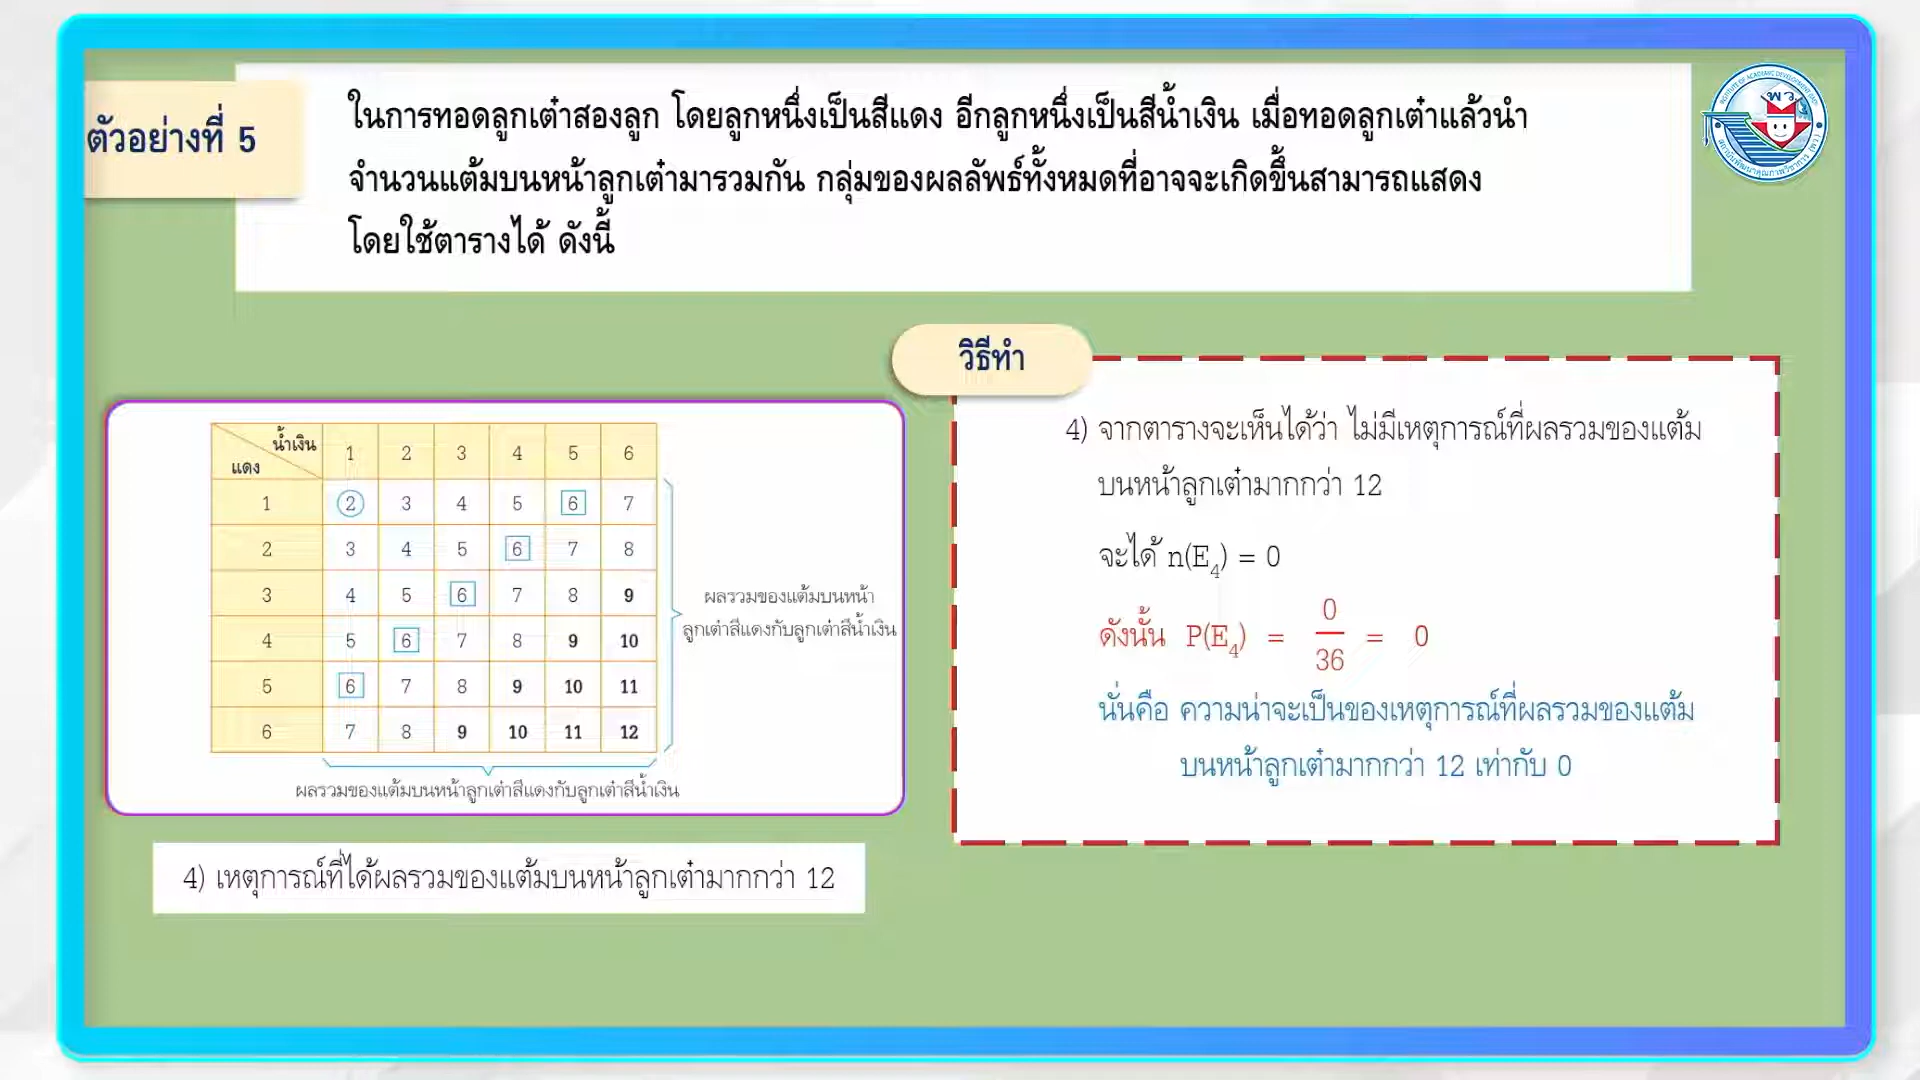 ตัวอย่างที่ 5
ในการทอดลูกเต๋าสองลูก โดยลูกหนึ่งเป็นสีแดง อีกลูกหนึ่งเป็นสีน้ำเงิน เมื่อทอดลูกเต๋าแล้วนำ
จำนวนแต้มบนหน้าลูกเต๋ามารวมกัน กลุ่มของผลลัพธ์ทั้งหมดที่อาจจะเกิดขึ้นสามารถแสดง
โดยใช้ตารางได้ ดังนี้
พว
น้ำเงิน
แดง
1 2 3 4 5 6
1 2 3 4 5 6 7
2 3 4 5 6 7 8
3 4 5 6 7 8 9
4 5 6 7 8 9 10
5 6 7 8 9 10 11
6 7 8 9 10 11 12
ผลรวมของแต้มบนหน้า
ลูกเต๋าสีแดงกับลูกเต๋าสีน้ำเงิน
ผลรวมของแต้มบนหน้าลูกเต๋าสีแดงกับลูกเต๋าสีน้ำเงิน
4) เหตุการณ์ที่ได้ผลรวมของแต้มบนหน้าลูกเต๋ามากกว่า 12
วิธีทำ
4) จากตารางจะเห็นได้ว่า ไม่มีเหตุการณ์ที่ผลรวมของแต้ม
บนหน้าลูกเต๋ามากกว่า 12
จะได้ n(E₄) = 0
ดังนั้น P(E₄) = 0/36 = 0
นั่นคือ ความน่าจะเป็นของเหตุการณ์ที่ผลรวมของแต้ม
บนหน้าลูกเต๋ามากกว่า 12 เท่ากับ 0